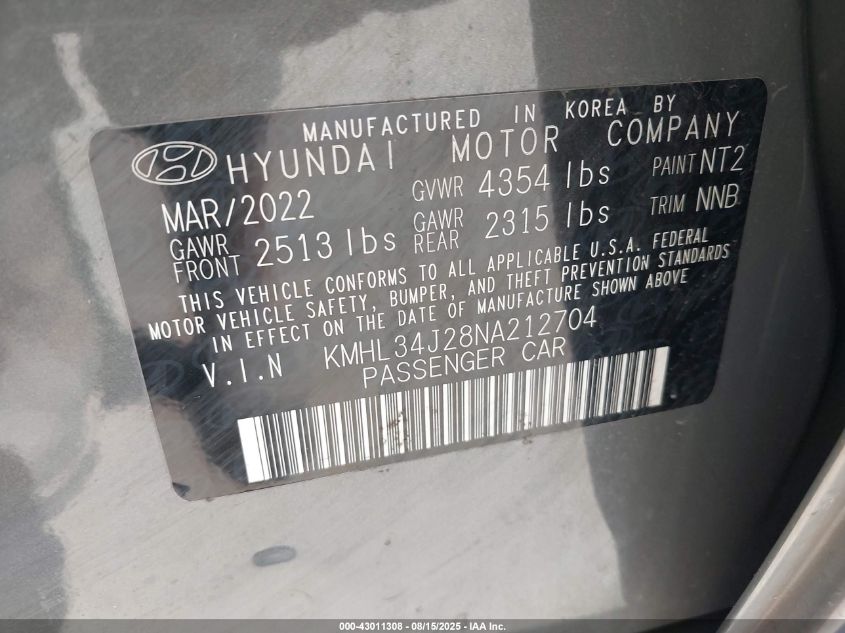 MANUFACTURED IN KOREA BY
HYUNDAI MOTOR COMPANY
MAR/2022 GVWR 4354 lbs PAINT NT2
GAWR FRONT 2513 lbs GAWR REAR 2315 lbs TRIM NNB
THIS VEHICLE CONFORMS TO ALL APPLICABLE U.S.A. FEDERAL
MOTOR VEHICLE SAFETY, BUMPER, AND THEFT PREVENTION STANDARDS
IN EFFECT ON THE DATE OF MANUFACTURE SHOWN ABOVE
V.I.N KMHL34J28NA212704
PASSENGER CAR
000-43011308 - 08/15/2025 - IAA Inc.